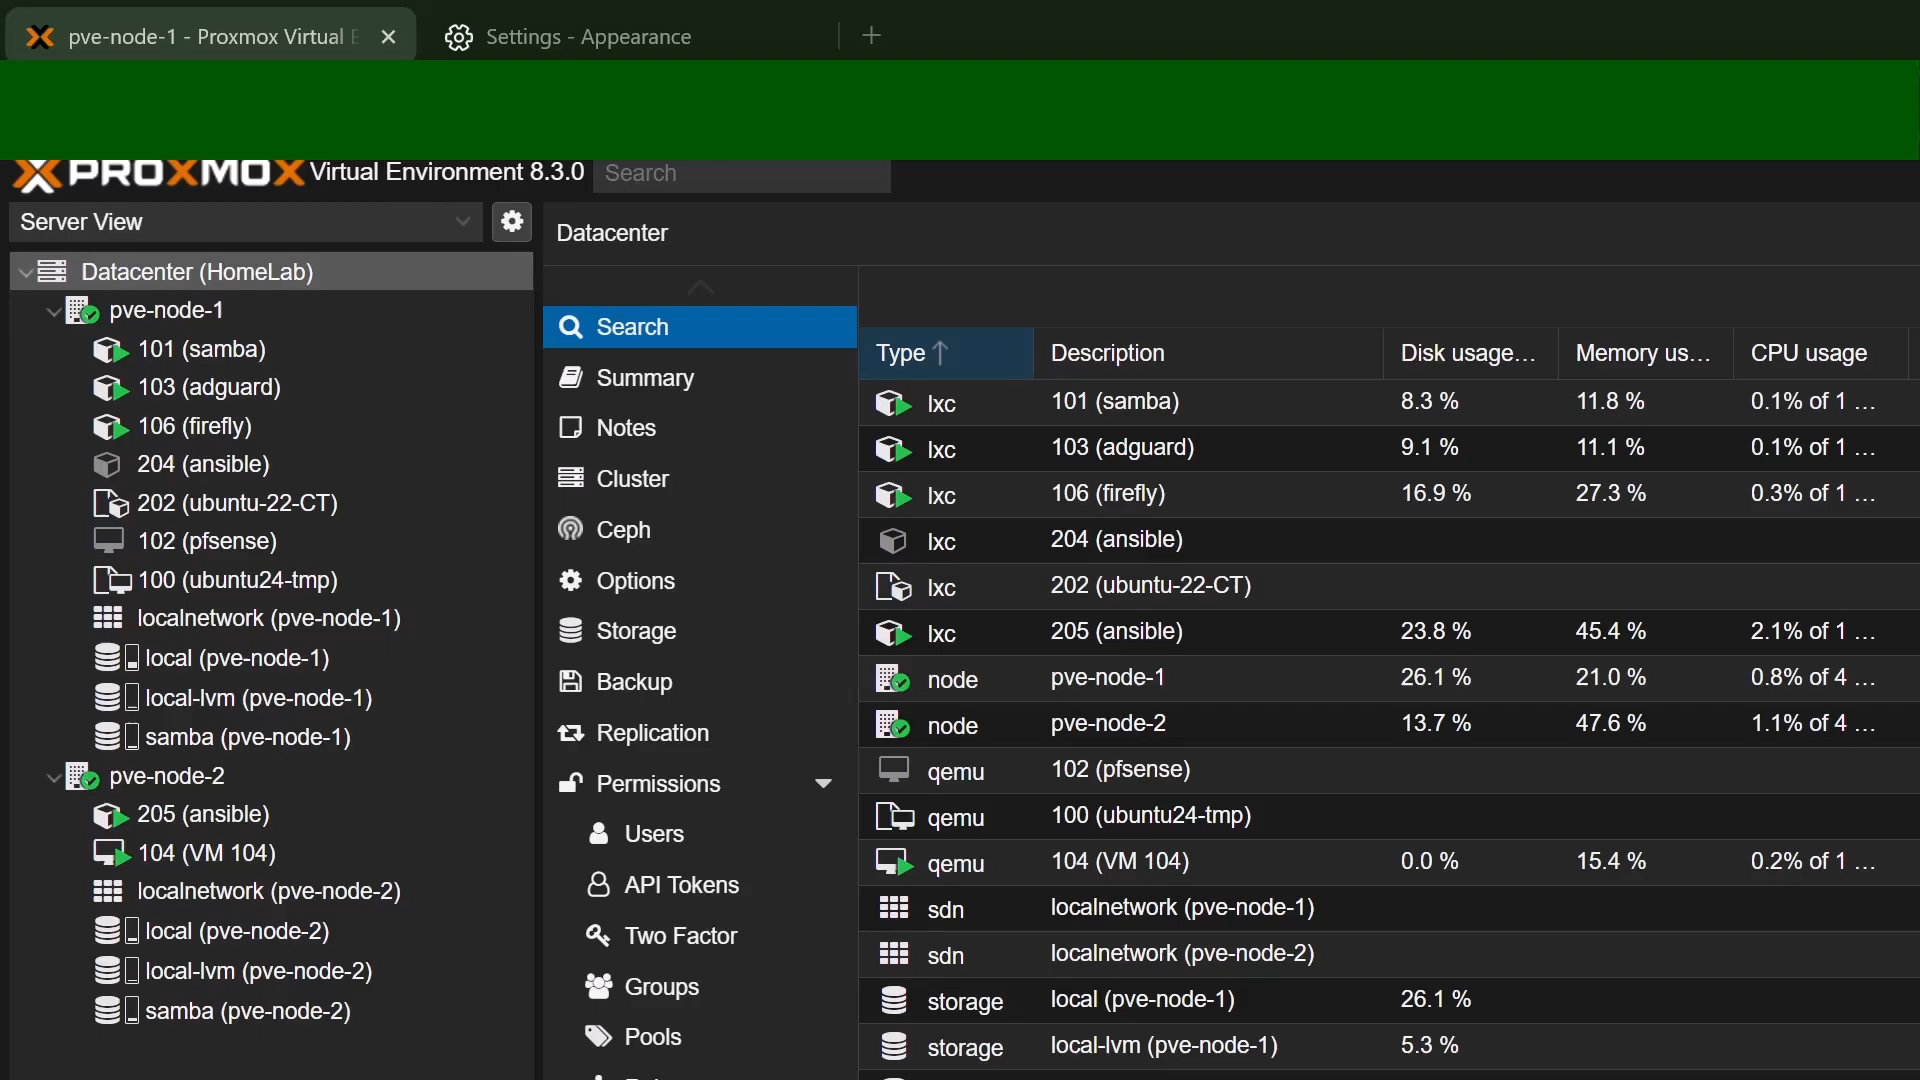 pve-node-1 - Proxmox Virtual
Settings - Appearance
PROXMOX Virtual Environment 8.3.0
Search
Server View
Datacenter (HomeLab)
pve-node-1
101 (samba)
103 (adguard)
106 (firefly)
204 (ansible)
202 (ubuntu-22-CT)
102 (pfsense)
100 (ubuntu24-tmp)
localnetwork (pve-node-1)
local (pve-node-1)
local-lvm (pve-node-1)
samba (pve-node-1)
pve-node-2
205 (ansible)
104 (VM 104)
localnetwork (pve-node-2)
local (pve-node-2)
local-lvm (pve-node-2)
samba (pve-node-2)
Datacenter
Search
Summary
Notes
Cluster
Ceph
Options
Storage
Backup
Replication
Permissions
Users
API Tokens
Two Factor
Groups
Pools
Type Description Disk usage... Memory us... CPU usage
lxc 101 (samba) 8.3 % 11.8 % 0.1% of 1 ...
lxc 103 (adguard) 9.1 % 11.1 % 0.1% of 1 ...
lxc 106 (firefly) 16.9 % 27.3 % 0.3% of 1 ...
lxc 204 (ansible)
lxc 202 (ubuntu-22-CT)
lxc 205 (ansible) 23.8 % 45.4 % 2.1% of 1 ...
node pve-node-1 26.1 % 21.0 % 0.8% of 4 ...
node pve-node-2 13.7 % 47.6 % 1.1% of 4 ...
qemu 102 (pfsense)
qemu 100 (ubuntu24-tmp)
qemu 104 (VM 104) 0.0 % 15.4 % 0.2% of 1 ...
sdn localnetwork (pve-node-1)
sdn localnetwork (pve-node-2)
storage local (pve-node-1) 26.1 %
storage local-lvm (pve-node-1) 5.3 %